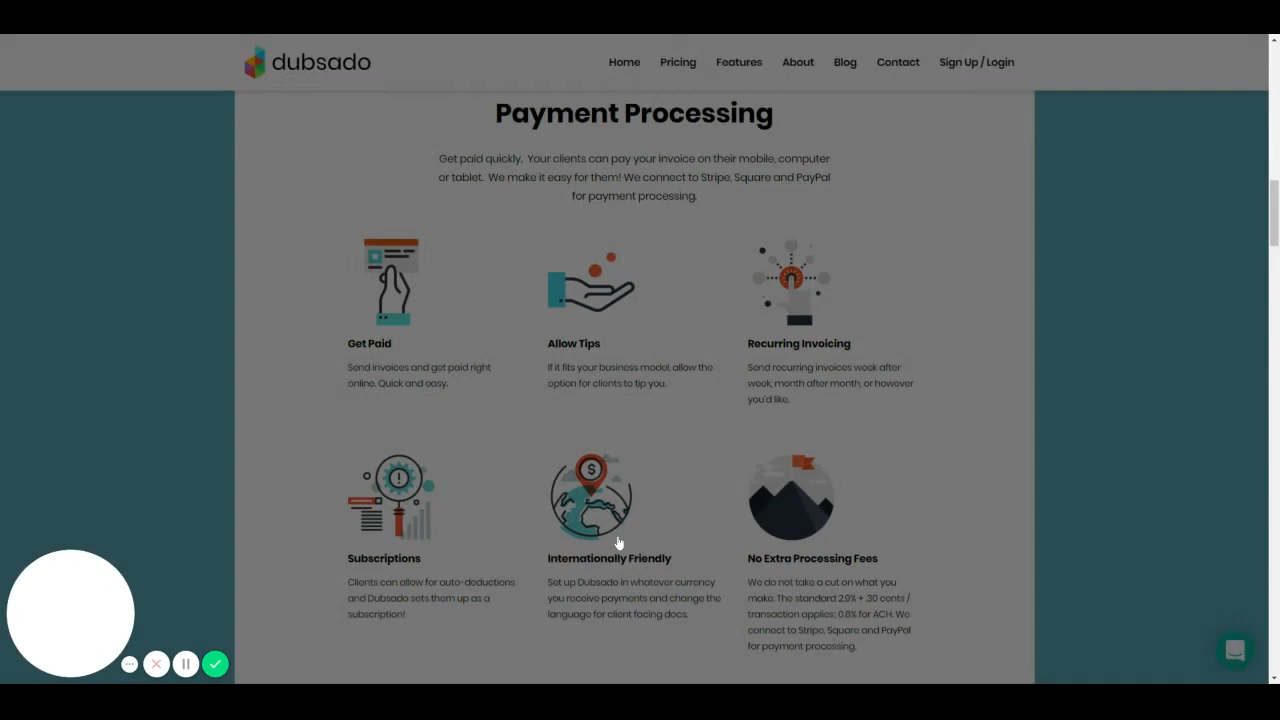 dubsado
Home Pricing Features About Blog Contact Sign Up / Login
Payment Processing
Get paid quickly. Your clients can pay your invoice on their mobile, computer
or tablet. We make it easy for them! We connect to Stripe, Square and PayPal
for payment processing.
Get Paid
Send invoices and get paid right
online. Quick and easy.
Allow Tips
If it fits your business model, allow the
option for clients to tip you.
Recurring Invoicing
Send recurring invoices week after
week, month after month, or however
you'd like.
Subscriptions
Clients can allow for auto-deductions
and Dubsado sets them up as a
subscription!
Internationally Friendly
Set up Dubsado in whatever currency
you receive payments and change the
language for client facing docs.
No Extra Processing Fees
We do not take a cut on what you
make. The standard 2.9% + .30 cents /
transaction applies; 0.8% for ACH. We
connect to Stripe, Square and PayPal
for payment processing.